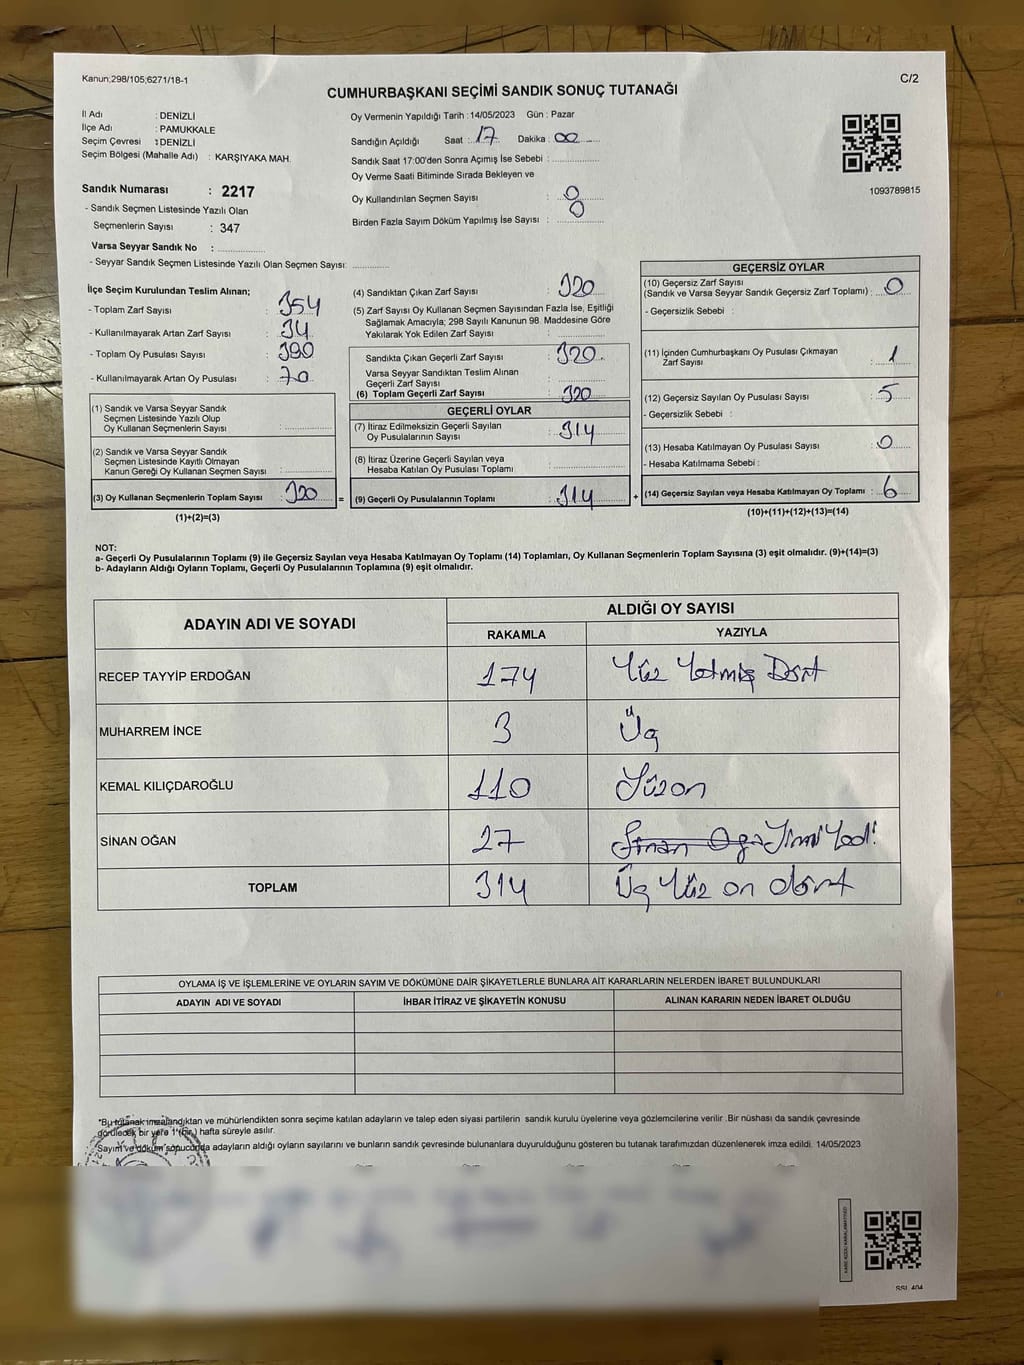 Kanun;298/105;6271/18-1
C/2
CUMHURBAŞKANI SEÇİMİ SANDIK SONUÇ TUTANAĞI
İl Adı : DENİZLİ
İlçe Adı : PAMUKKALE
Seçim Çevresi : DENİZLİ
Seçim Bölgesi (Mahalle Adı) : KARŞIYAKA MAH.
Oy Vermenin Yapıldığı Tarih : 14/05/2023 Gün : Pazar
Sandığın Açıldığı Saat : 17 Dakika : 00
Sandık Saat 17:00'den Sonra Açımış İse Sebebi :
Oy Verme Saati Bitiminde Sırada Bekleyen ve
Oy Kullandırılan Seçmen Sayısı : 0
Birden Fazla Sayım Döküm Yapılmış İse Sayısı : 0
1093789815
Sandık Numarası : 2217
- Sandık Seçmen Listesinde Yazılı Olan
Seçmenlerin Sayısı : 347
Varsa Seyyar Sandık No :
- Seyyar Sandık Seçmen Listesinde Yazılı Olan Seçmen Sayısı:
İlçe Seçim Kurulundan Teslim Alınan;
- Toplam Zarf Sayısı : 354
- Kullanılmayarak Artan Zarf Sayısı : 34
- Toplam Oy Pusulası Sayısı : 390
- Kullanılmayarak Artan Oy Pusulası : 70
(1) Sandık ve Varsa Seyyar Sandık
Seçmen Listesinde Yazılı Olup
Oy Kullanan Seçmenlerin Sayısı :
(2) Sandık ve Varsa Seyyar Sandık
Seçmen Listesinde Kayıtlı Olmayan
Kanun Gereği Oy Kullanan Seçmen Sayısı :
(3) Oy Kullanan Seçmenlerin Toplam Sayısı : 320 =
(1)+(2)=(3)
(4) Sandıktan Çıkan Zarf Sayısı : 320
(5) Zarf Sayısı Oy Kullanan Seçmen Sayısından Fazla İse, Eşitliği
Sağlamak Amacıyla; 298 Sayılı Kanunun 98. Maddesine Göre
Yakılarak Yok Edilen Zarf Sayısı :
Sandıkta Çıkan Geçerli Zarf Sayısı : 320
Varsa Seyyar Sandıktan Teslim Alınan
Geçerli Zarf Sayısı :
(6) Toplam Geçerli Zarf Sayısı : 320
GEÇERLİ OYLAR
(7) İtiraz Edilmeksizin Geçerli Sayılan
Oy Pusulalarının Sayısı : 314
(8) İtiraz Üzerine Geçerli Sayılan veya
Hesaba Katılan Oy Pusulası Toplamı :
(9) Geçerli Oy Pusulalarının Toplamı : 314 +
GEÇERSİZ OYLAR
(10) Geçersiz Zarf Sayısı
(Sandık ve Varsa Seyyar Sandık Geçersiz Zarf Toplamı) : 0
- Geçersizlik Sebebi :
(11) İçinden Cumhurbaşkanı Oy Pusulası Çıkmayan
Zarf Sayısı : 1
(12) Geçersiz Sayılan Oy Pusulası Sayısı : 5
- Geçersizlik Sebebi :
(13) Hesaba Katılmayan Oy Pusulası Sayısı : 0
- Hesaba Katılmama Sebebi :
(14) Geçersiz Sayılan veya Hesaba Katılmayan Oy Toplamı : 6
(10)+(11)+(12)+(13)=(14)
NOT:
a- Geçerli Oy Pusulalarının Toplamı (9) ile Geçersiz Sayılan veya Hesaba Katılmayan Oy Toplamı (14) Toplamları, Oy Kullanan Seçmenlerin Toplam Sayısına (3) eşit olmalıdır. (9)+(14)=(3)
b- Adayların Aldığı Oyların Toplamı, Geçerli Oy Pusulalarının Toplamına (9) eşit olmalıdır.
ADAYIN ADI VE SOYADI ALDIĞI OY SAYISI
RAKAMLA YAZIYLA
RECEP TAYYİP ERDOĞAN 174 Yüz Yetmiş Dört
MUHARREM İNCE 3 Üç
KEMAL KILIÇDAROĞLU 110 Yüzon
SİNAN OĞAN 27 Sinan Oğa Yirmi Yedi
TOPLAM 314 Üç Yüz on dört
OYLAMA İŞ VE İŞLEMLERİNE VE OYLARIN SAYIM VE DÖKÜMÜNE DAİR ŞİKAYETLERLE BUNLARA AİT KARARLARIN NELERDEN İBARET BULUNDUKLARI
ADAYIN ADI VE SOYADI İHBAR İTİRAZ VE ŞİKAYETİN KONUSU ALINAN KARARIN NEDEN İBARET OLDUĞU
*Bu tutanak imzalandıktan ve mühürlendikten sonra seçime katılan adayların ve talep eden siyasi partilerin sandık kurulu üyelerine veya gözlemcilerine verilir .Bir nüshası da sandık çevresinde
görülecek bir yere 1 (Bir) hafta süreyle asılır.
Sayım ve döküm sonucunda adayların aldığı oyların sayılarını ve bunların sandık çevresinde bulunanlara duyurulduğunu gösteren bu tutanak tarafımızdan düzenlenerek imza edildi. 14/05/2023